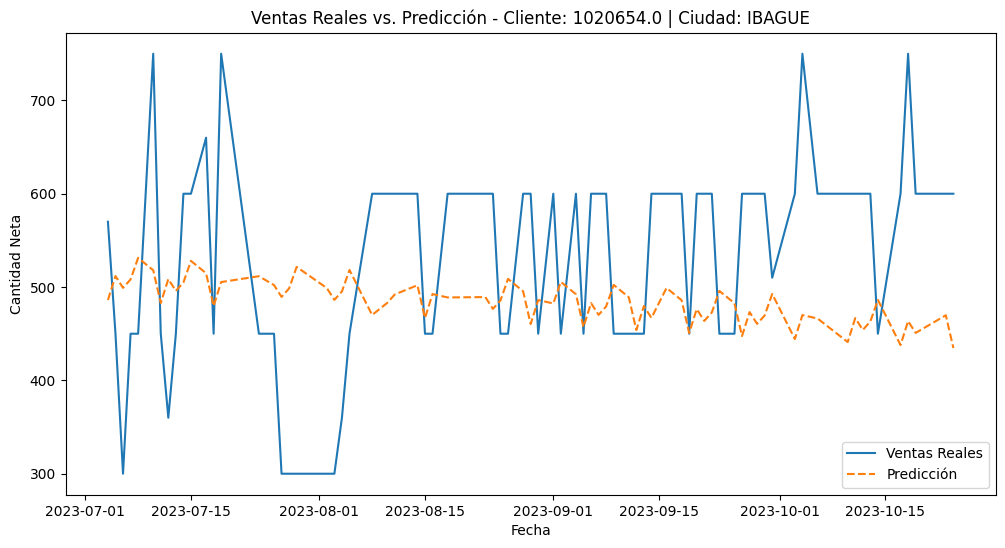 Ventas Reales vs. Predicción - Cliente: 1020654.0 | Ciudad: IBAGUE
Cantidad Neta
700
600
500
400
300
Ventas Reales
Predicción
2023-07-01 2023-07-15 2023-08-01 2023-08-15 2023-09-01 2023-09-15 2023-10-01 2023-10-15
Fecha